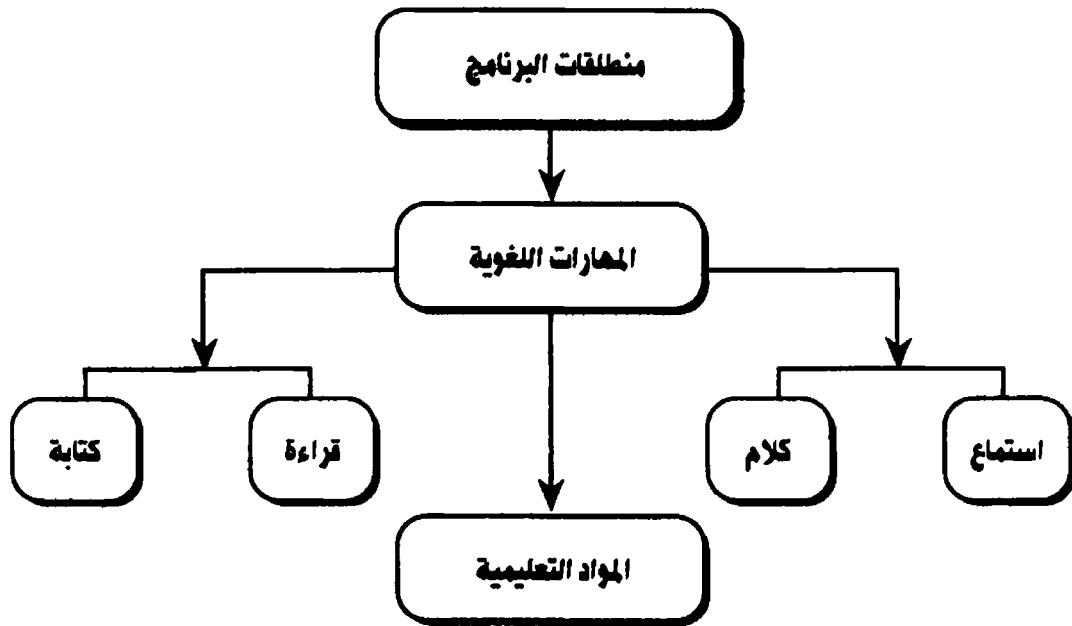 منطلقات البرنامج
المهارات اللغوية
استماع
كلام
قراءة
كتابة
المواد التعليمية